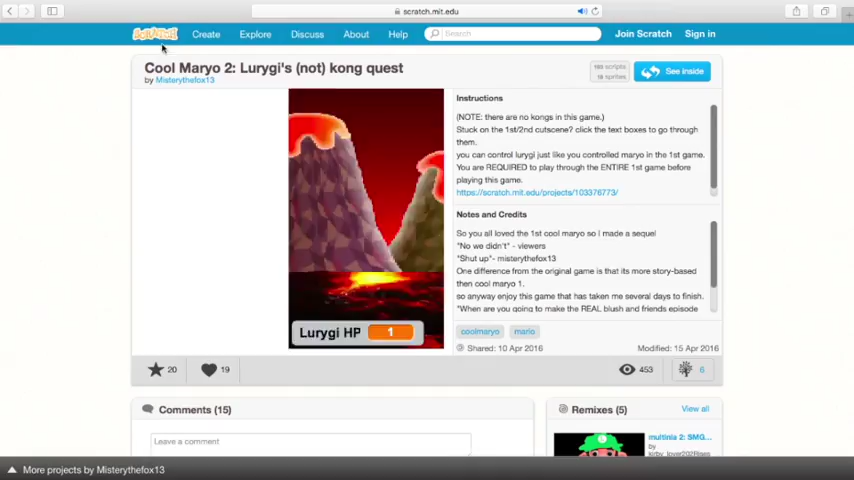 scratch.mit.edu
SCRATCH Create Explore Discuss About Help Search Join Scratch Sign in
Cool Maryo 2: Lurygi's (not) kong quest
by Misterythefox13
193 scripts
See inside
Instructions
(NOTE: there are no kongs in this game.)
Stuck on the 1st/2nd cutscene? click the text boxes to go through
them.
you can control lurygi just like you controlled maryo in the 1st game.
You are REQUIRED to play through the ENTIRE 1st game before
playing this game.
https://scratch.mit.edu/projects/103376773/
Notes and Credits
So you all loved the 1st cool maryo so I made a sequel
"No we didn't" - viewers
"Shut up"- misterythefox13
One difference from the original game is that its more story-based
then cool maryo 1.
so anyway enjoy this game that has taken me several days to finish.
"When are you going to make the REAL blush and friends episode
Lurygi HP 1
coolmaryo mario
Shared: 10 Apr 2016 Modified: 15 Apr 2016
20 19 453 6
Comments (15)
Leave a comment
Remixes (5) View all
multinia 2: SMG...
by
Kirby_lover202Rises
More projects by Misterythefox13